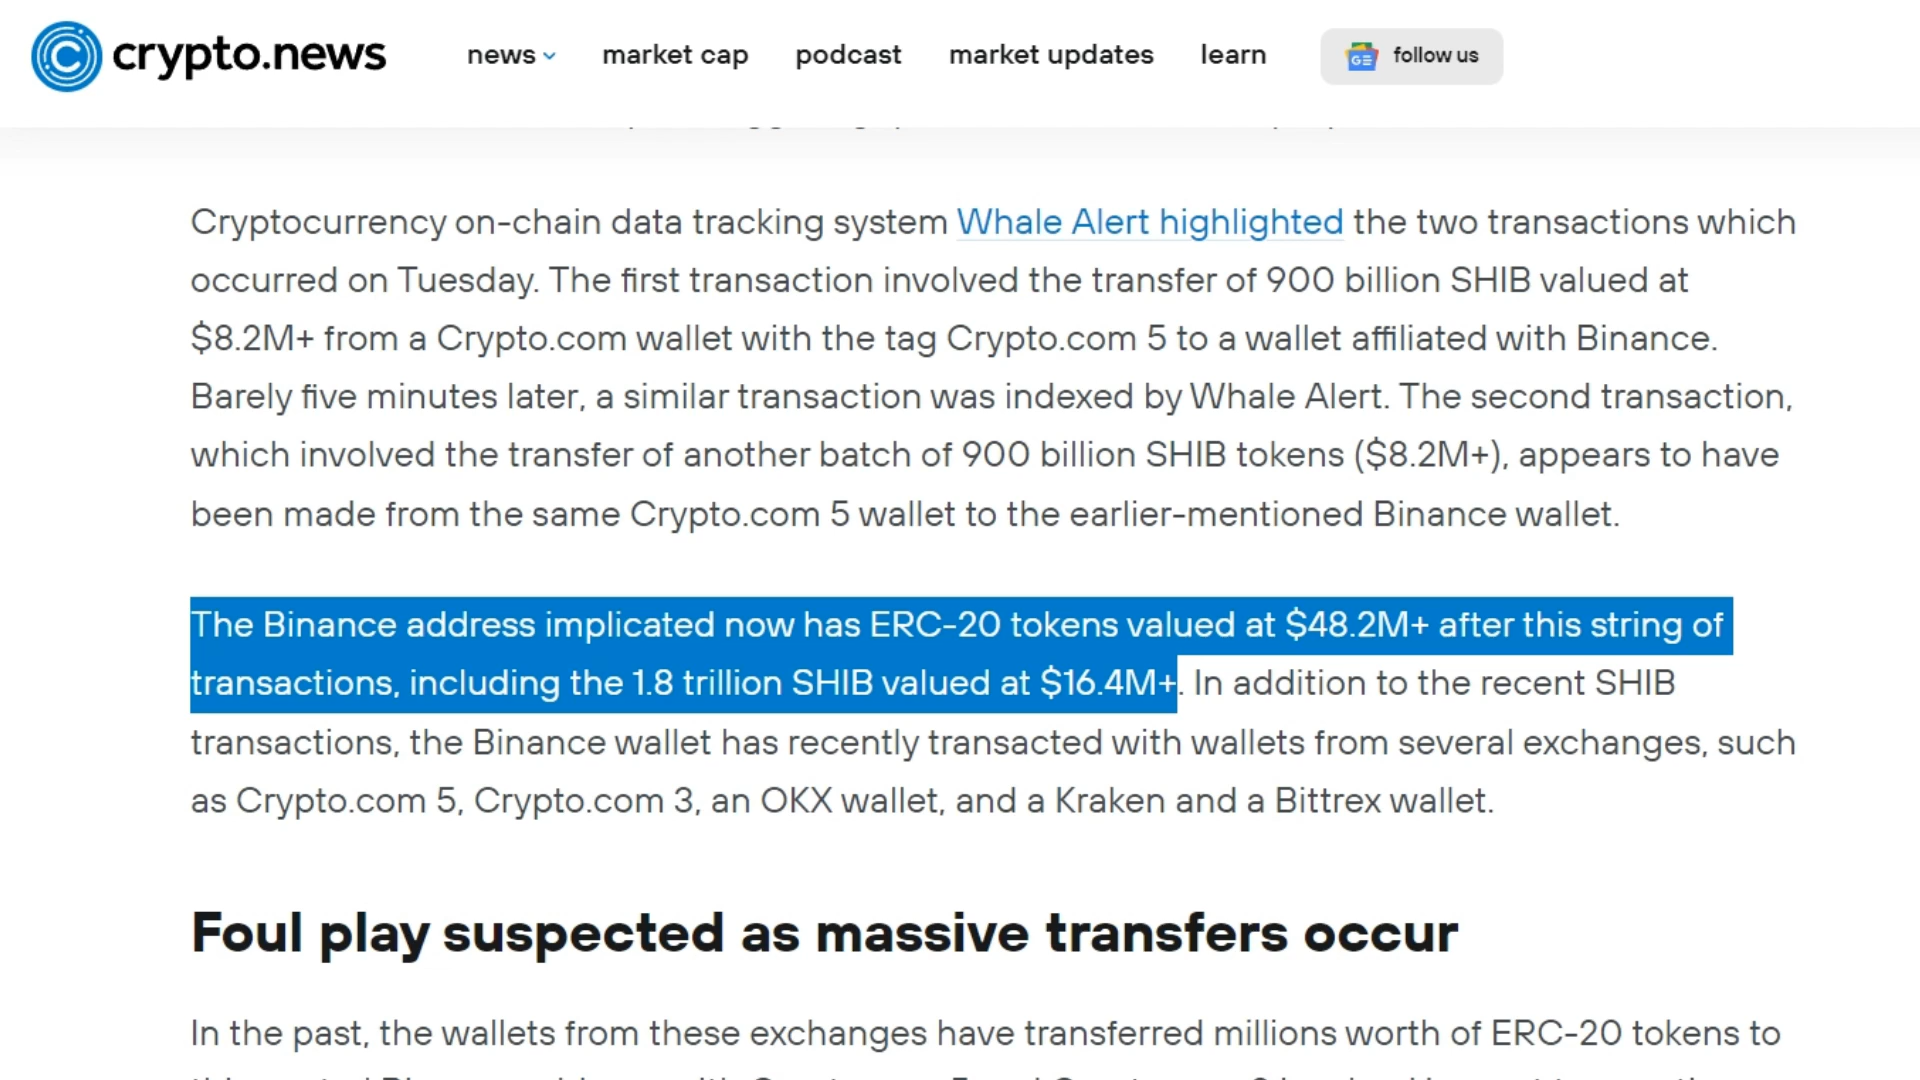 crypto.news
news market cap podcast market updates learn GE follow us
Cryptocurrency on-chain data tracking system Whale Alert highlighted the two transactions which
occurred on Tuesday. The first transaction involved the transfer of 900 billion SHIB valued at
$8.2M+ from a Crypto.com wallet with the tag Crypto.com 5 to a wallet affiliated with Binance.
Barely five minutes later, a similar transaction was indexed by Whale Alert. The second transaction,
which involved the transfer of another batch of 900 billion SHIB tokens ($8.2M+), appears to have
been made from the same Crypto.com 5 wallet to the earlier-mentioned Binance wallet.
The Binance address implicated now has ERC-20 tokens valued at $48.2M+ after this string of
transactions, including the 1.8 trillion SHIB valued at $16.4M+. In addition to the recent SHIB
transactions, the Binance wallet has recently transacted with wallets from several exchanges, such
as Crypto.com 5, Crypto.com 3, an OKX wallet, and a Kraken and a Bittrex wallet.
Foul play suspected as massive transfers occur
In the past, the wallets from these exchanges have transferred millions worth of ERC-20 tokens to